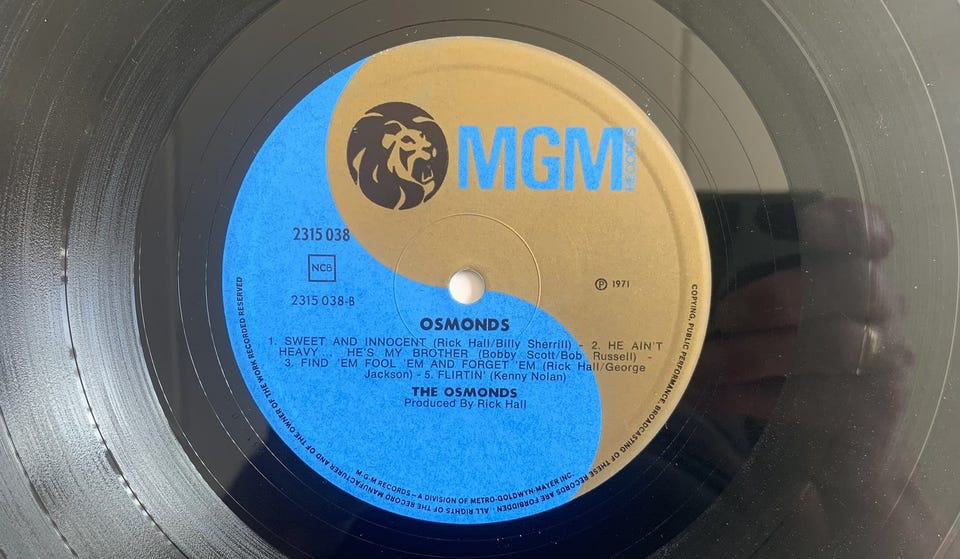 MGM RECORDS
2315 038
NCB
2315 038-B
℗ 1971
OSMONDS
1. SWEET AND INNOCENT (Rick Hall/Billy Sherrill) - 2. HE AIN'T
HEAVY... HE'S MY BROTHER (Bobby Scott/Bob Russell) -
3. FIND 'EM FOOL 'EM AND FORGET 'EM (Rick Hall/George
Jackson) - 5. FLIRTIN' (Kenny Nolan)
THE OSMONDS
Produced By Rick Hall
M·G·M RECORDS – A DIVISION OF METRO-GOLDWYN-MAYER INC.
ALL RIGHTS OF THE RECORD MANUFACTURER AND OF THE OWNER OF THE WORK RECORDED RESERVED
COPYING, PUBLIC PERFORMANCE, BROADCASTING OF THESE RECORDS ARE FORBIDDEN ·